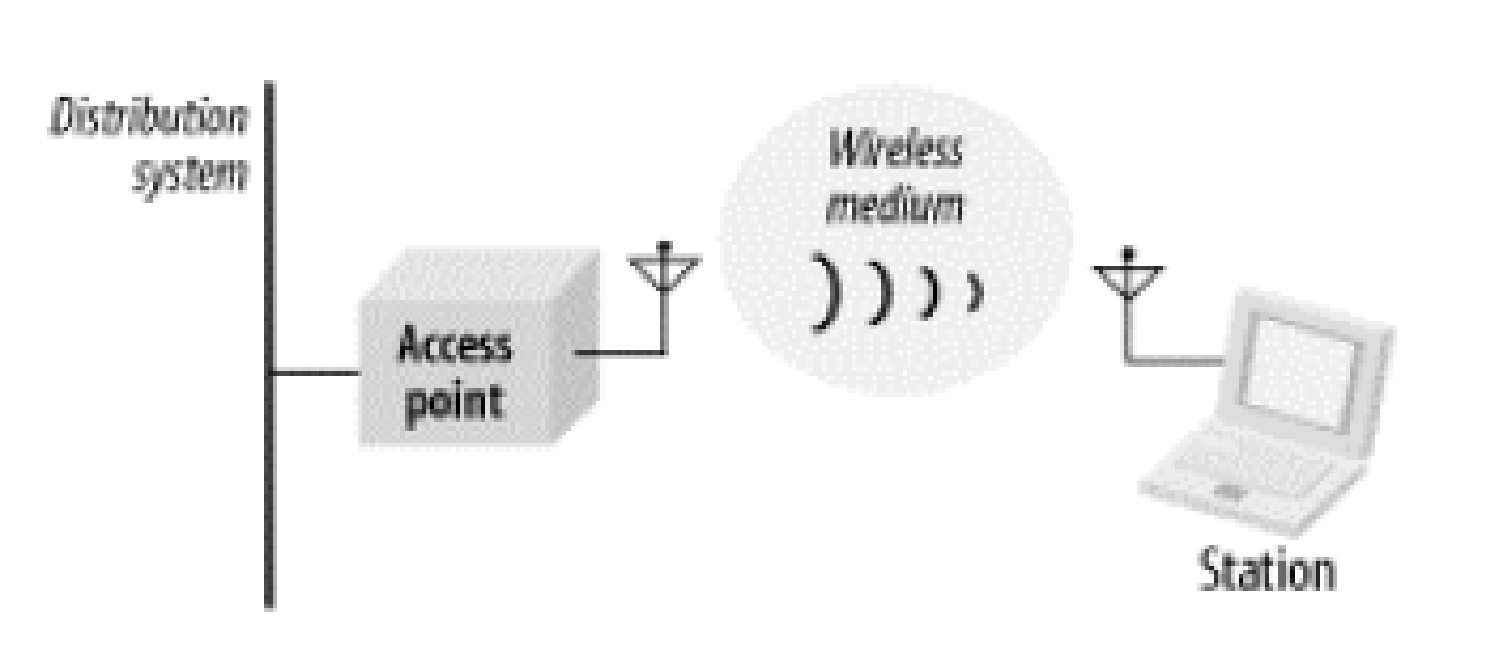 Distribution
system
Wireless
medium
Access
point
Station